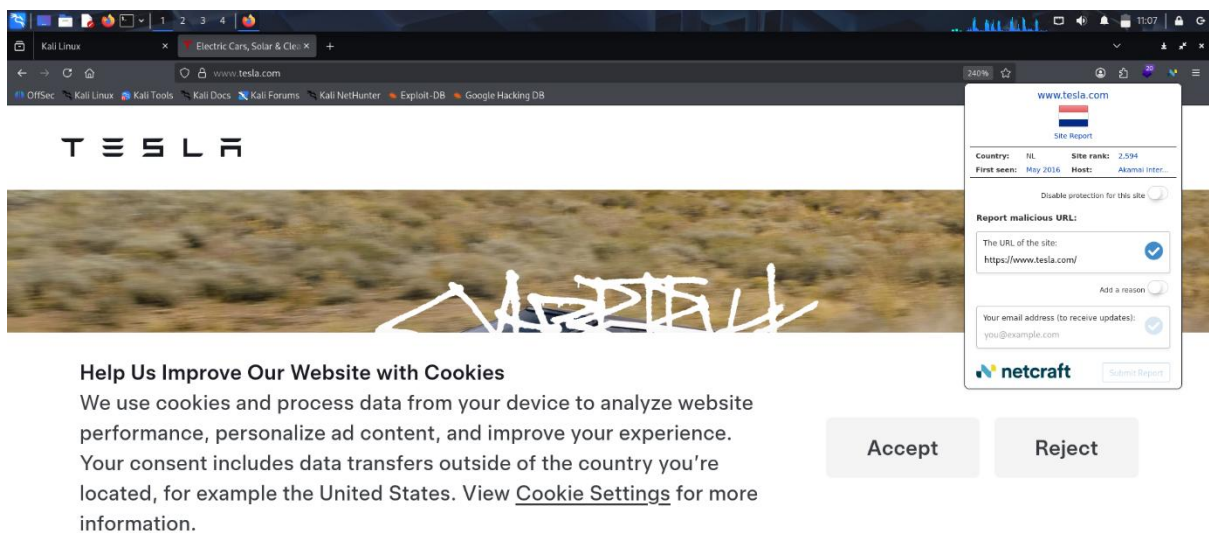 1 2 3 4
11:07
Kali Linux
Electric Cars, Solar & Clea
www.tesla.com
240%
20
OffSec Kali Linux Kali Tools Kali Docs Kali Forums Kali NetHunter Exploit-DB Google Hacking DB
TESLA
www.tesla.com
Site Report
Country: NL Site rank: 2,594
First seen: May 2016 Host: Akamai Inter...
Disable protection for this site
Report malicious URL:
The URL of the site:
https://www.tesla.com/
Add a reason
Your email address (to receive updates):
you@example.com
netcraft Submit Report
Help Us Improve Our Website with Cookies
We use cookies and process data from your device to analyze website
performance, personalize ad content, and improve your experience.
Your consent includes data transfers outside of the country you're
located, for example the United States. View Cookie Settings for more
information.
Accept Reject